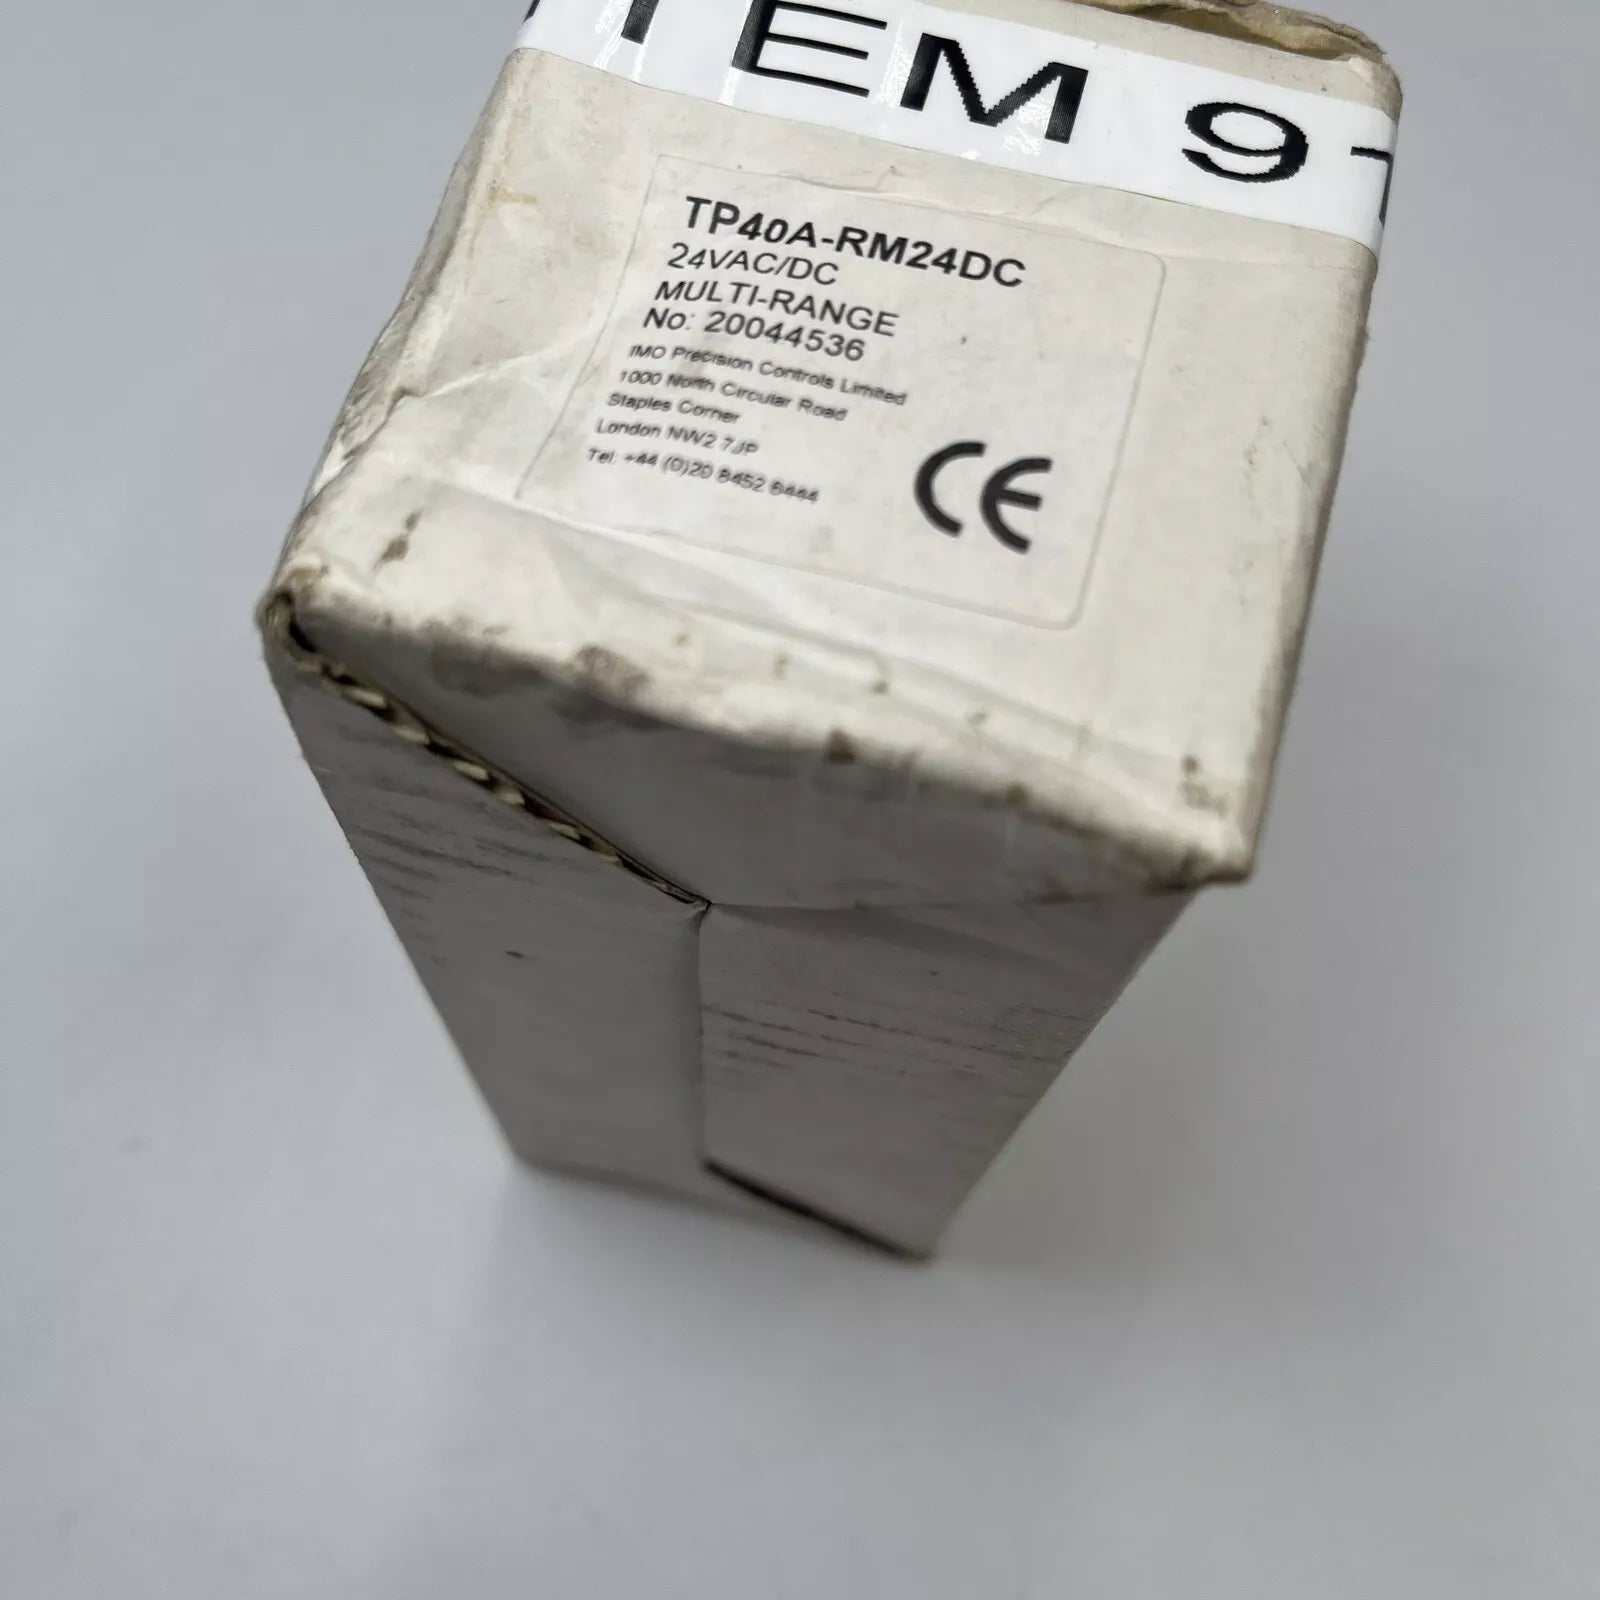 TEM 9
TP40A-RM24DC
24VAC/DC
MULTI-RANGE
No: 20044536
IMO Precision Controls Limited
1000 North Circular Road
Staples Corner
London NW2 7JP
Tel: +44 (0)20 8452 6444
CE